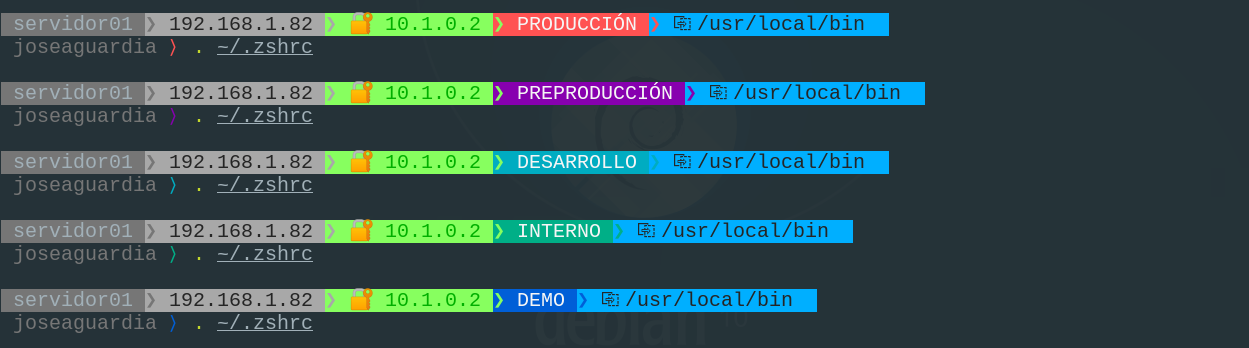 servidor01 ❯ 192.168.1.82 ❯ 🔐 10.1.0.2 ❯ PRODUCCIÓN ❯ /usr/local/bin
joseaguardia ❭ . ~/.zshrc
servidor01 ❯ 192.168.1.82 ❯ 🔐 10.1.0.2 ❯ PREPRODUCCIÓN ❯ /usr/local/bin
joseaguardia ❭ . ~/.zshrc
servidor01 ❯ 192.168.1.82 ❯ 🔐 10.1.0.2 ❯ DESARROLLO ❯ /usr/local/bin
joseaguardia ❭ . ~/.zshrc
servidor01 ❯ 192.168.1.82 ❯ 🔐 10.1.0.2 ❯ INTERNO ❯ /usr/local/bin
joseaguardia ❭ . ~/.zshrc
servidor01 ❯ 192.168.1.82 ❯ 🔐 10.1.0.2 ❯ DEMO ❯ /usr/local/bin
joseaguardia ❭ . ~/.zshrc
debian 10